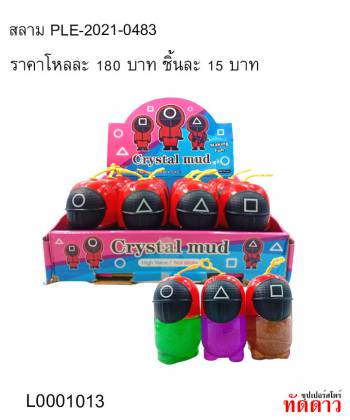 สลาม PLE-2021-0483
ราคาโหลละ 180 บาท ชิ้นละ 15 บาท
Making Fun!
Crystal mud
Crystal mud
L0001013
ซุปเปอร์สโตร์
ทัดดาว